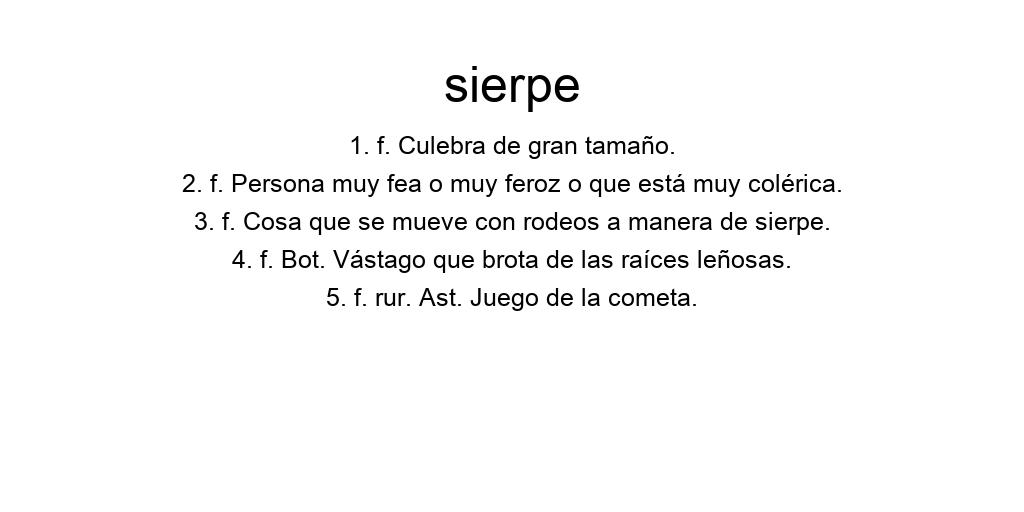 sierpe
1. f. Culebra de gran tamaño.
2. f. Persona muy fea o muy feroz o que está muy colérica.
3. f. Cosa que se mueve con rodeos a manera de sierpe.
4. f. Bot. Vástago que brota de las raíces leñosas.
5. f. rur. Ast. Juego de la cometa.